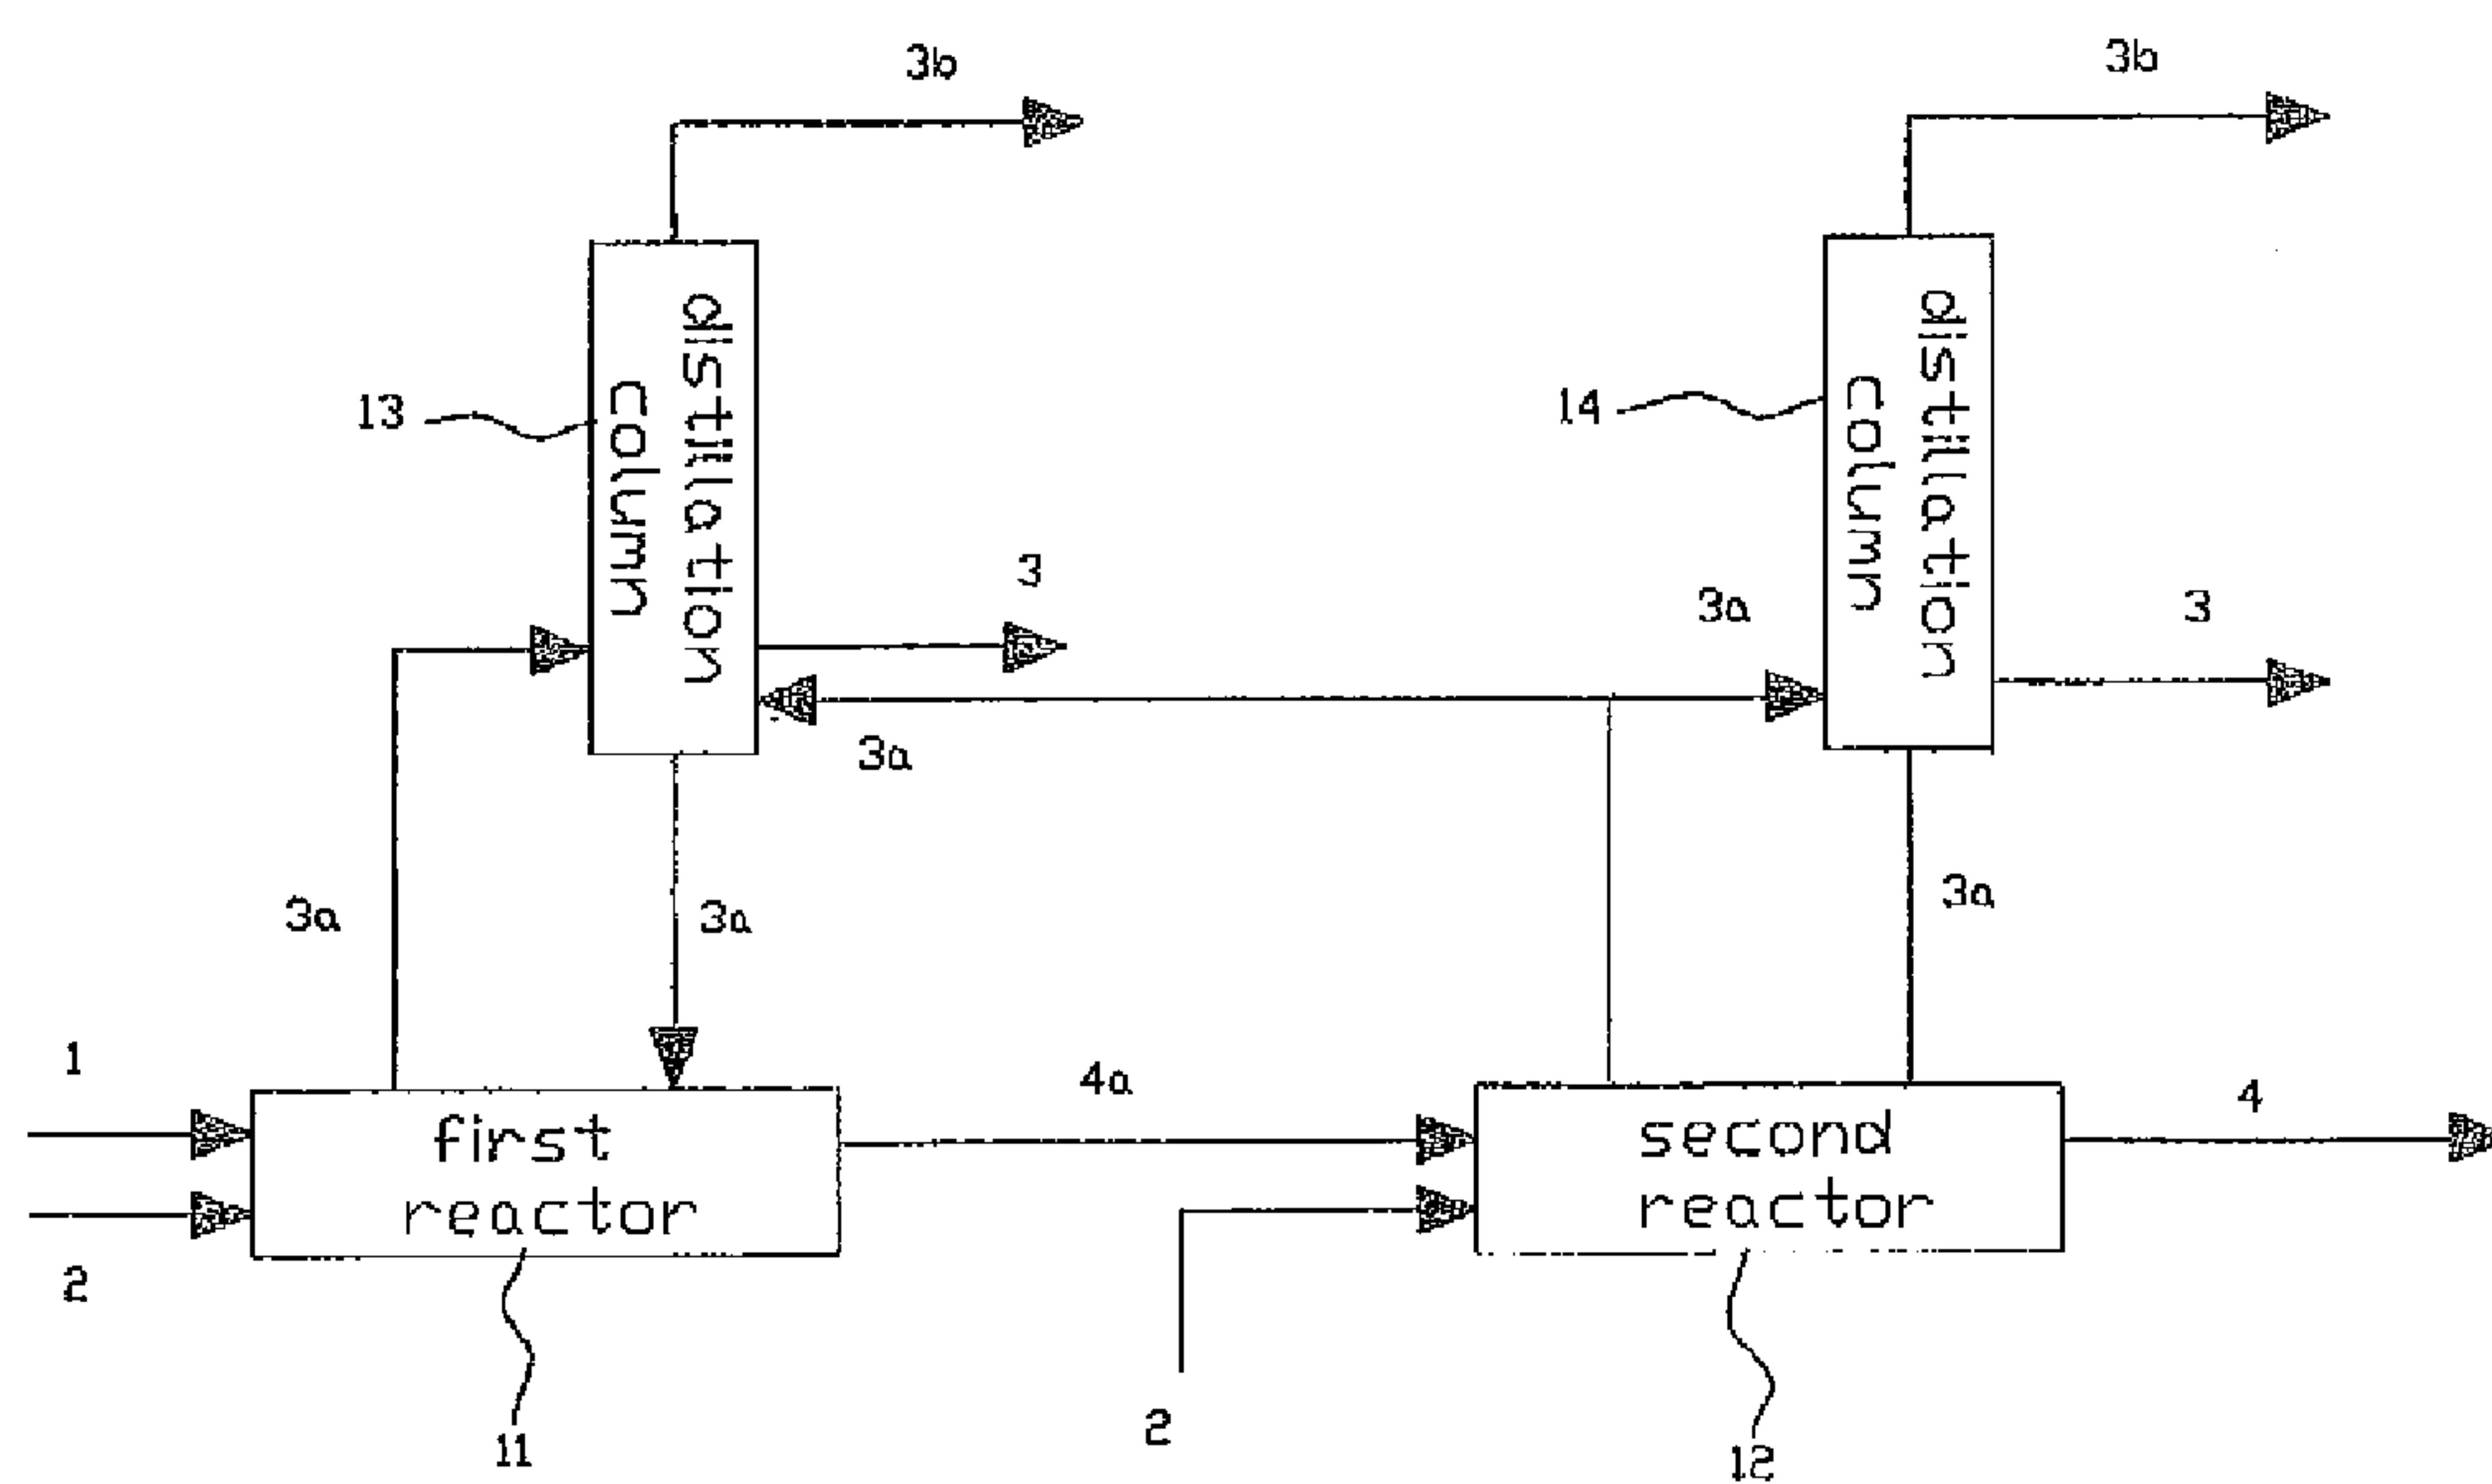 3b
3b
distillation
column
distillation
column
13
14
3
3a
3
3a
3a
3a
3a
1
4a
4
first
reactor
second
reactor
2
2
11
12